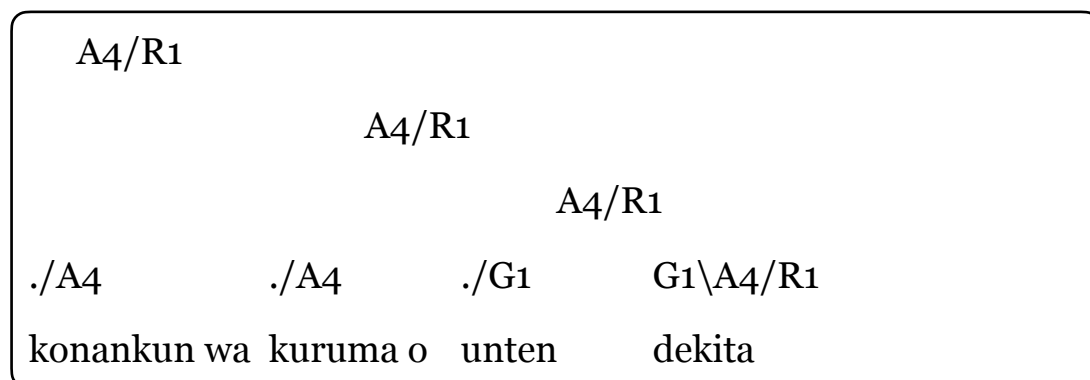 A4/R1
A4/R1
A4/R1
./A4 ./A4 ./G1 G1\A4/R1
konankun wa kuruma o unten dekita